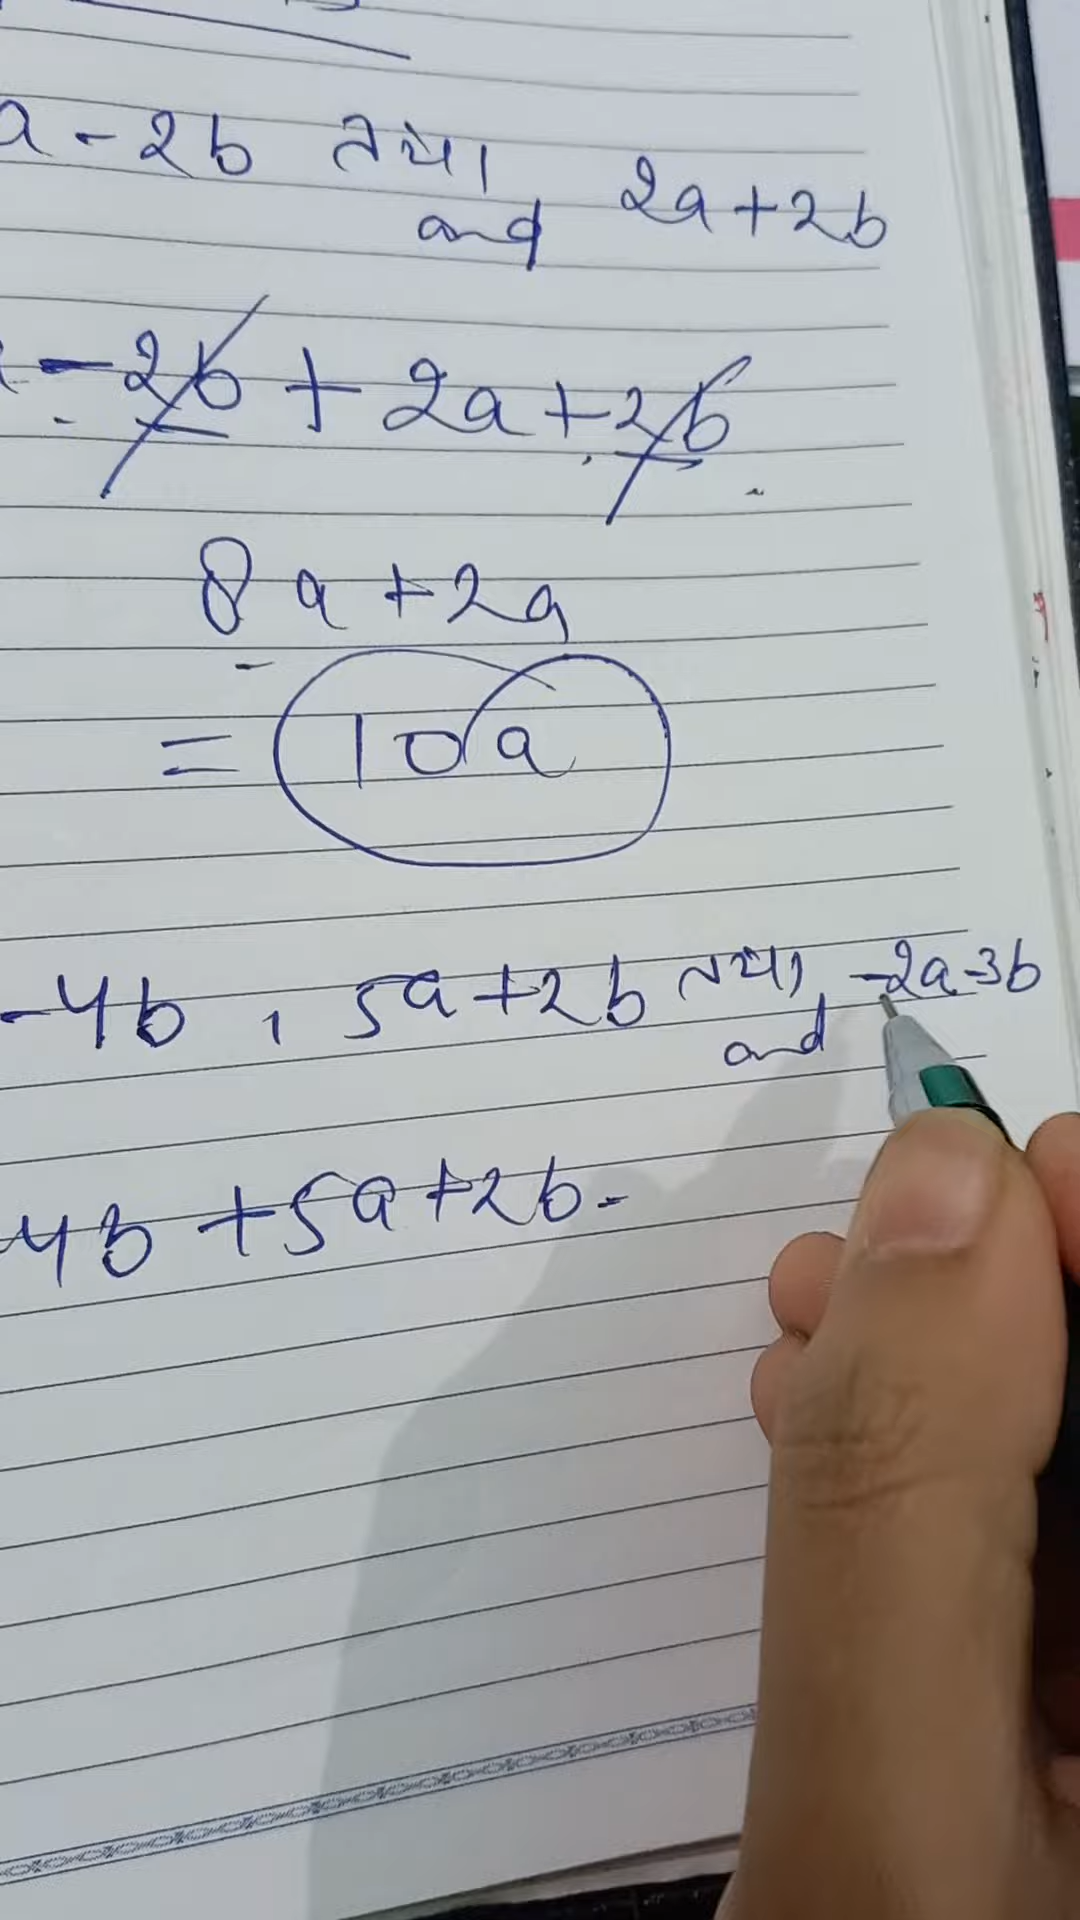 a - 2b तथा 2a + 2b
and
- 2b + 2a + 2b
8a + 2a
= 10a
- 4b , 5a + 2b तथा -2a - 3b
and
4b + 5a + 2b -